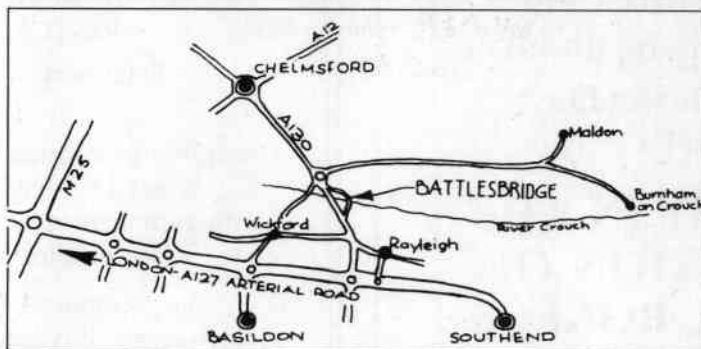 A12
CHELMSFORD
A130
M25
Maldon
BATTLESBRIDGE
Burnham
on Crouch
River Crouch
Wickford
Rayleigh
LONDON-A127 ARTERIAL ROAD
BASILDON
SOUTHEND